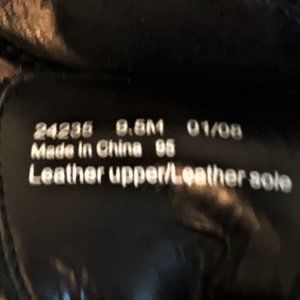 24235 9.5M 01/08
Made in China 95
Leather upper/Leather sole